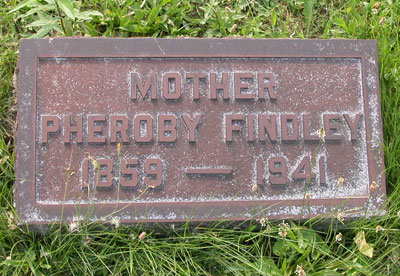 MOTHER
PHEROBY FINDLEY
1859 — 1941